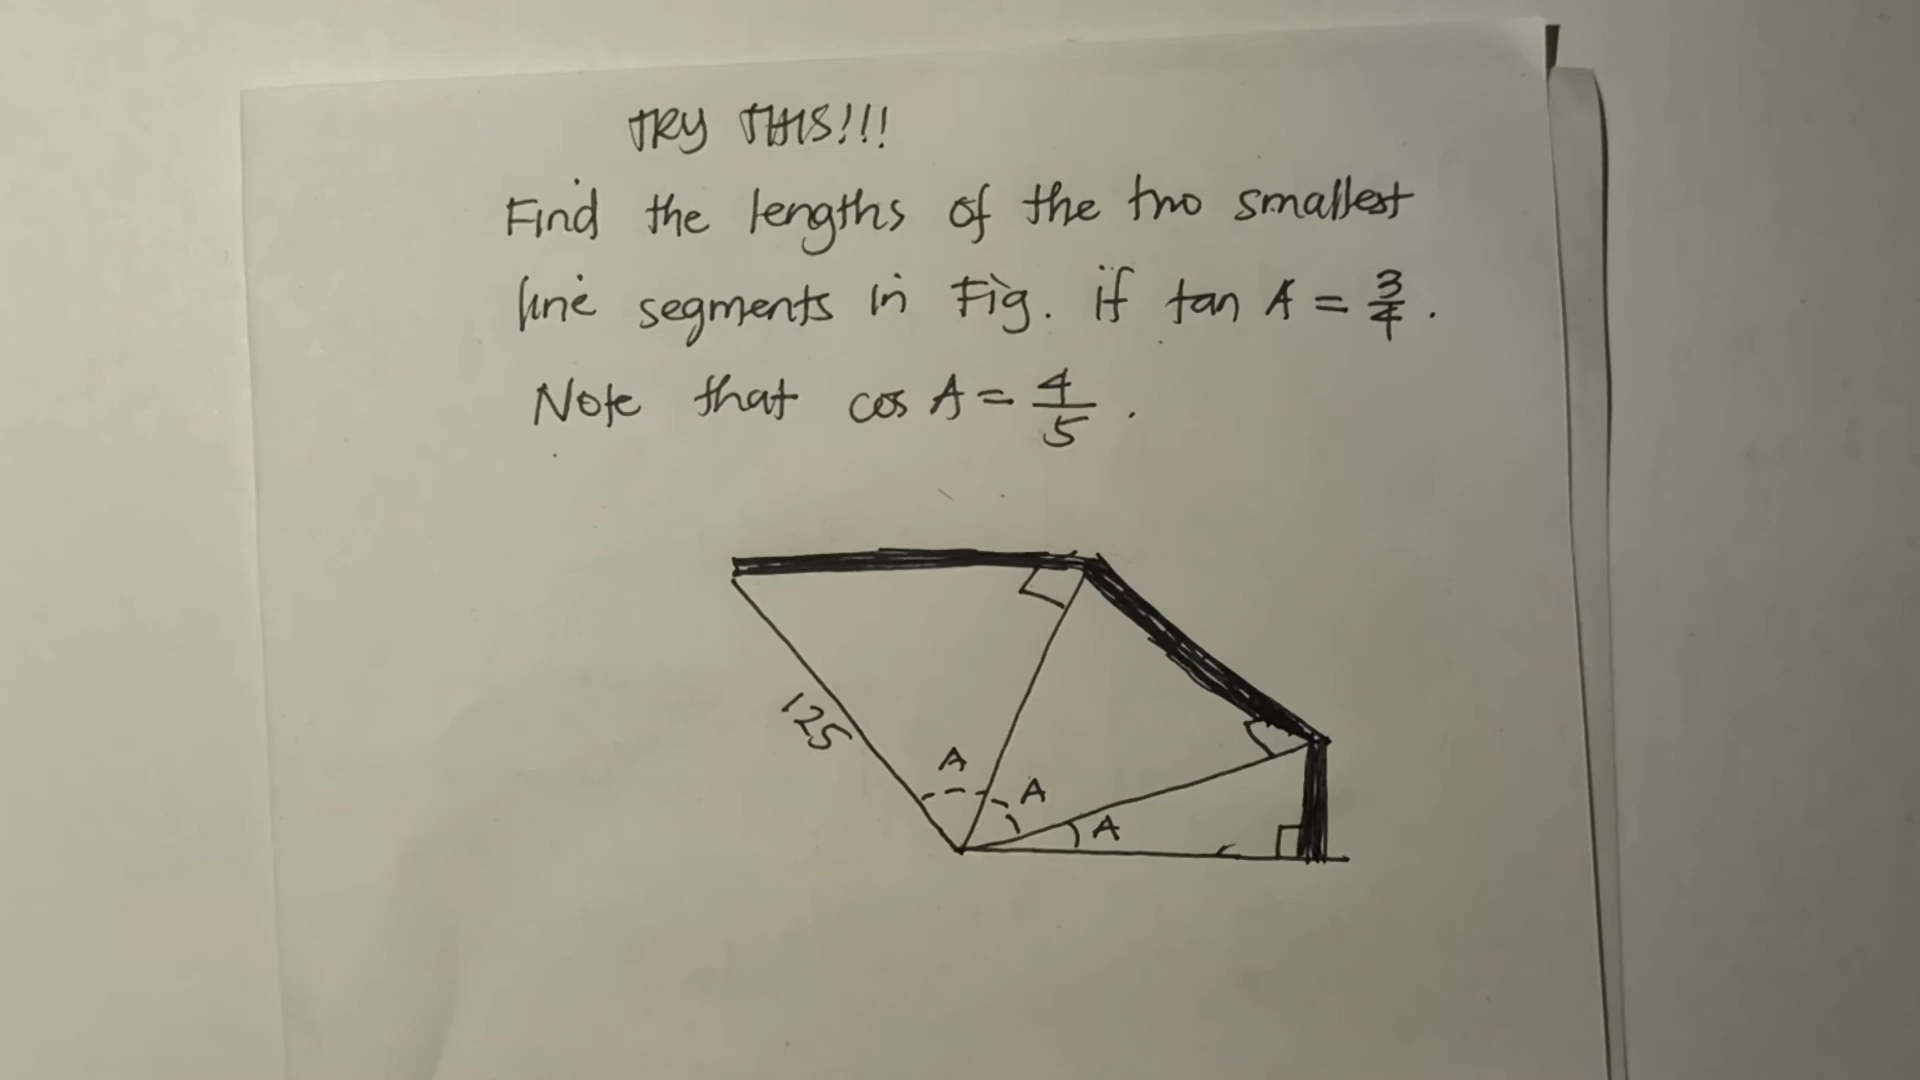 TRY THIS!!!
Find the lengths of the two smallest
line segments in Fig. if tan A = 3/4.
Note that cos A = 4/5.
125
A
A
A